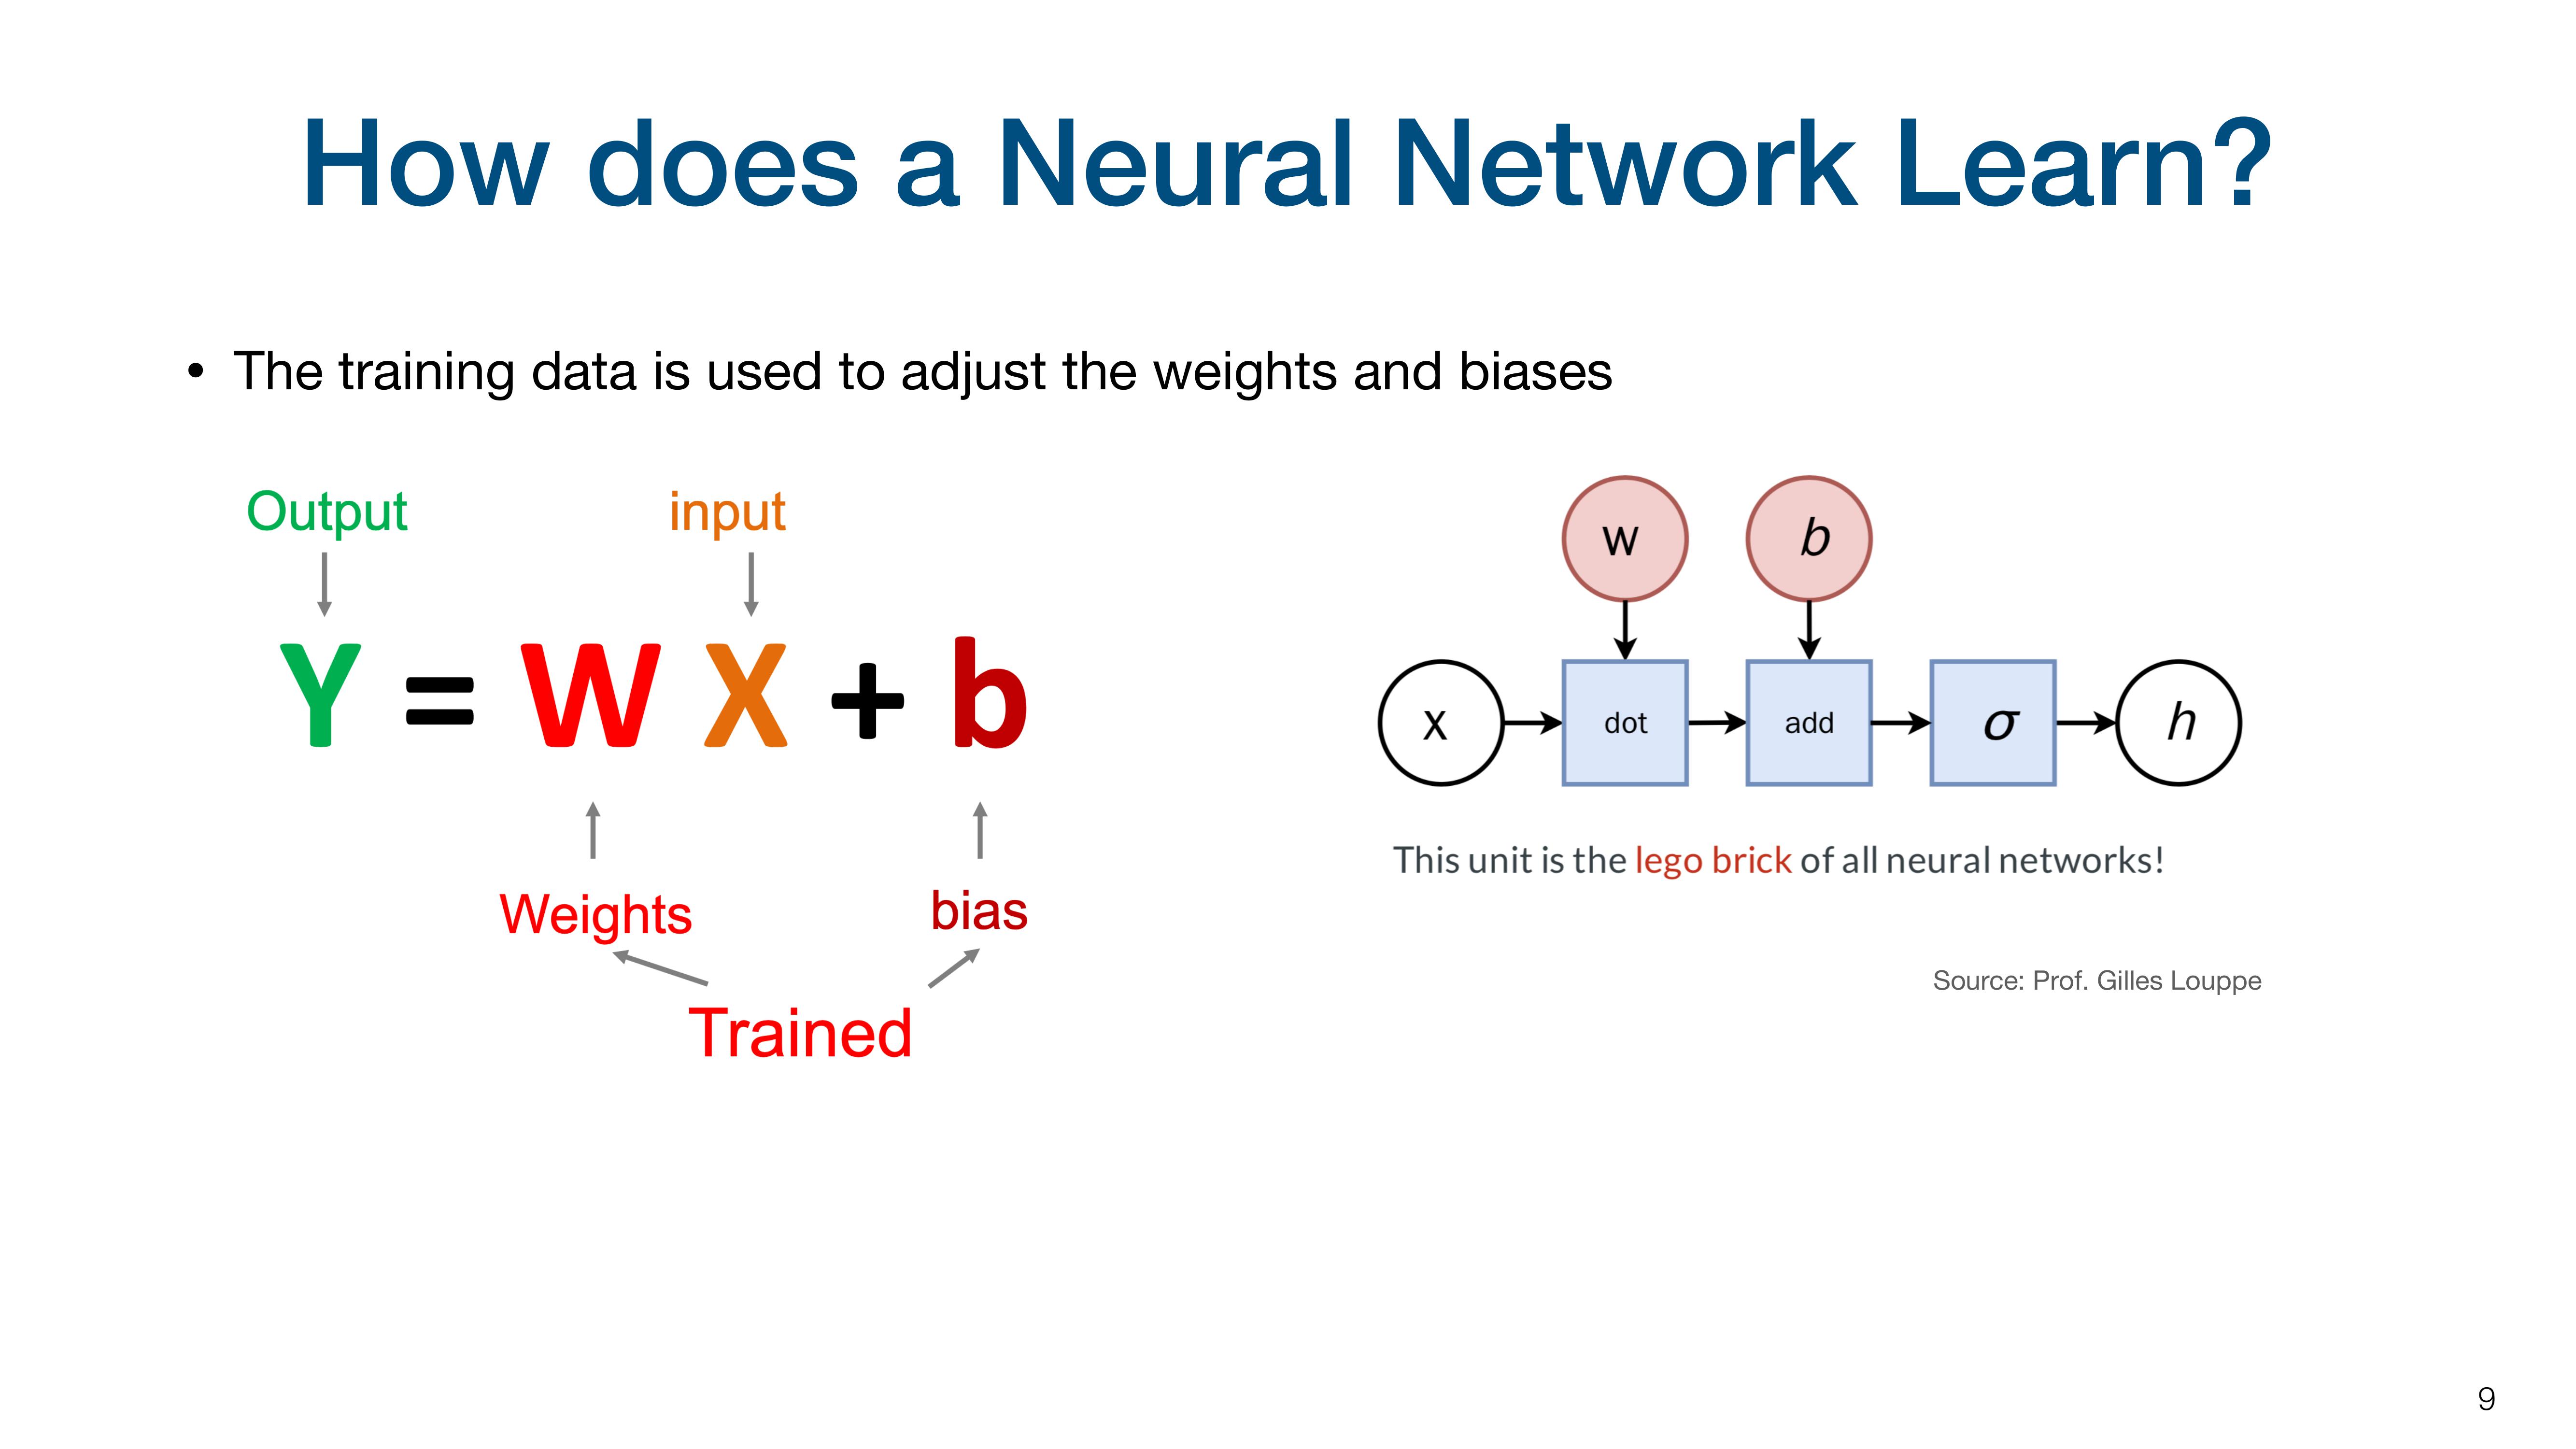 How does a Neural Network Learn?
• The training data is used to adjust the weights and biases
Output
input
Y = W X + b
Weights
bias
Trained
w
b
x
dot
add
σ
h
This unit is the lego brick of all neural networks!
Source: Prof. Gilles Louppe
9